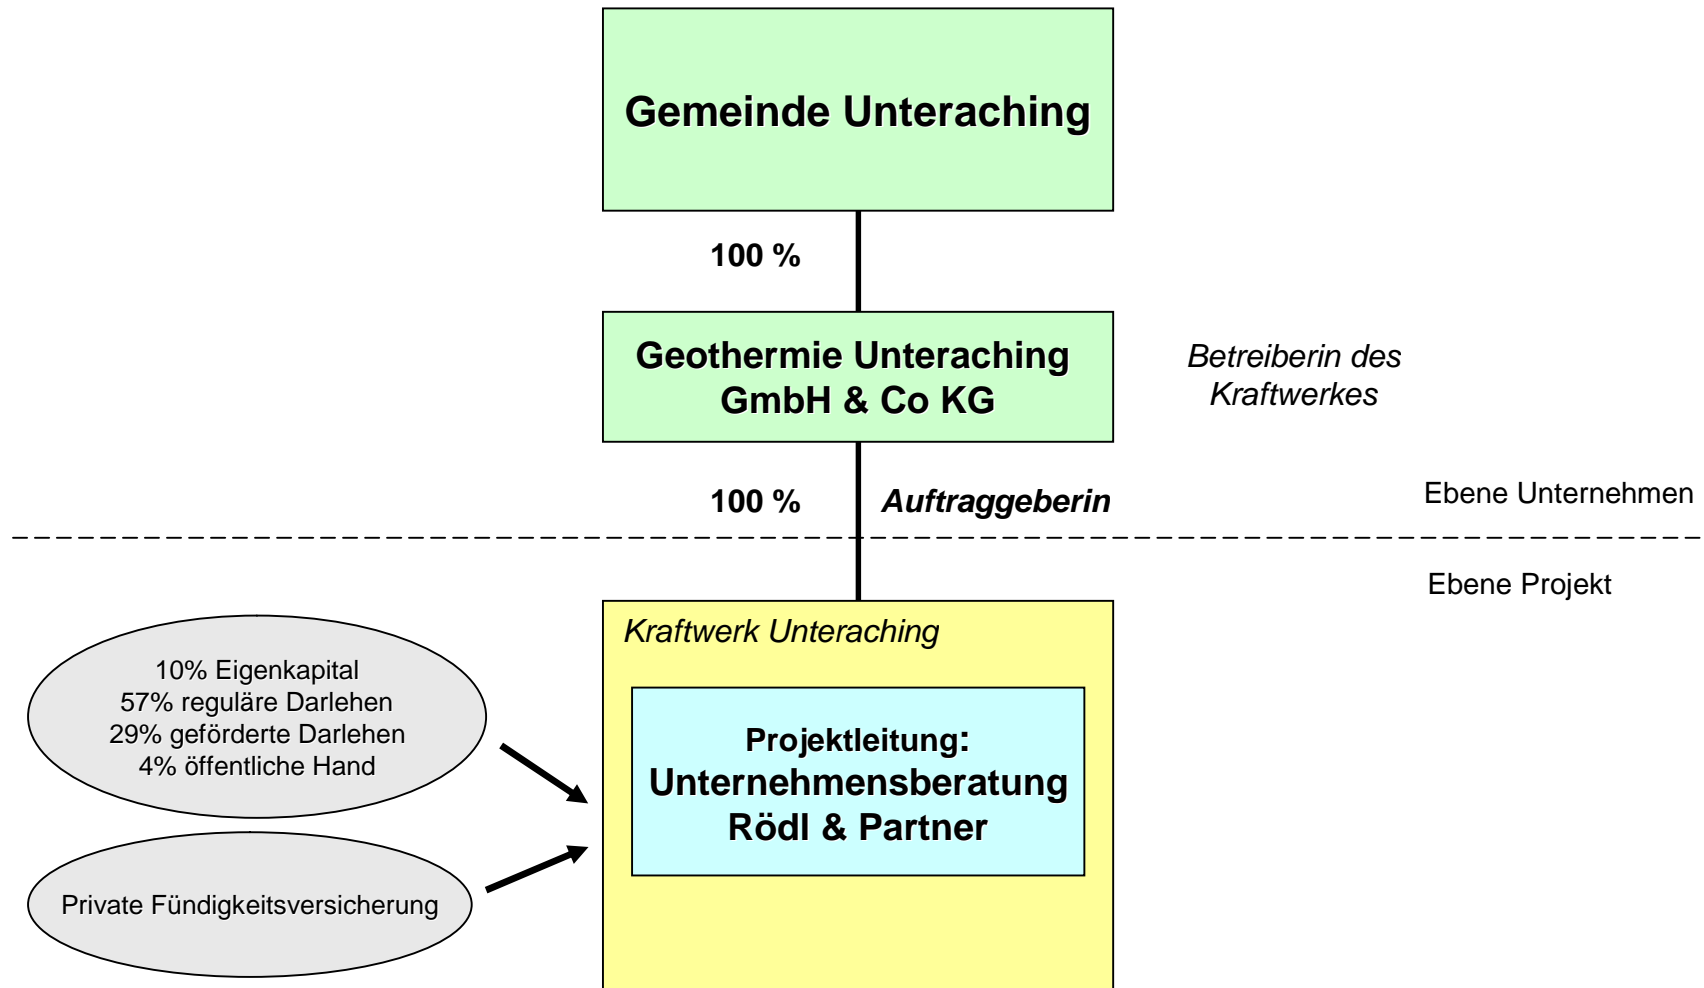 Gemeinde Unteraching
100 %
Geothermie Unteraching
GmbH & Co KG
Betreiberin des
Kraftwerkes
100 %
Auftraggeberin
Ebene Unternehmen
Ebene Projekt
Kraftwerk Unteraching
10% Eigenkapital
57% reguläre Darlehen
29% geförderte Darlehen
4% öffentliche Hand
Projektleitung:
Unternehmensberatung
Rödl & Partner
Private Fündigkeitsversicherung